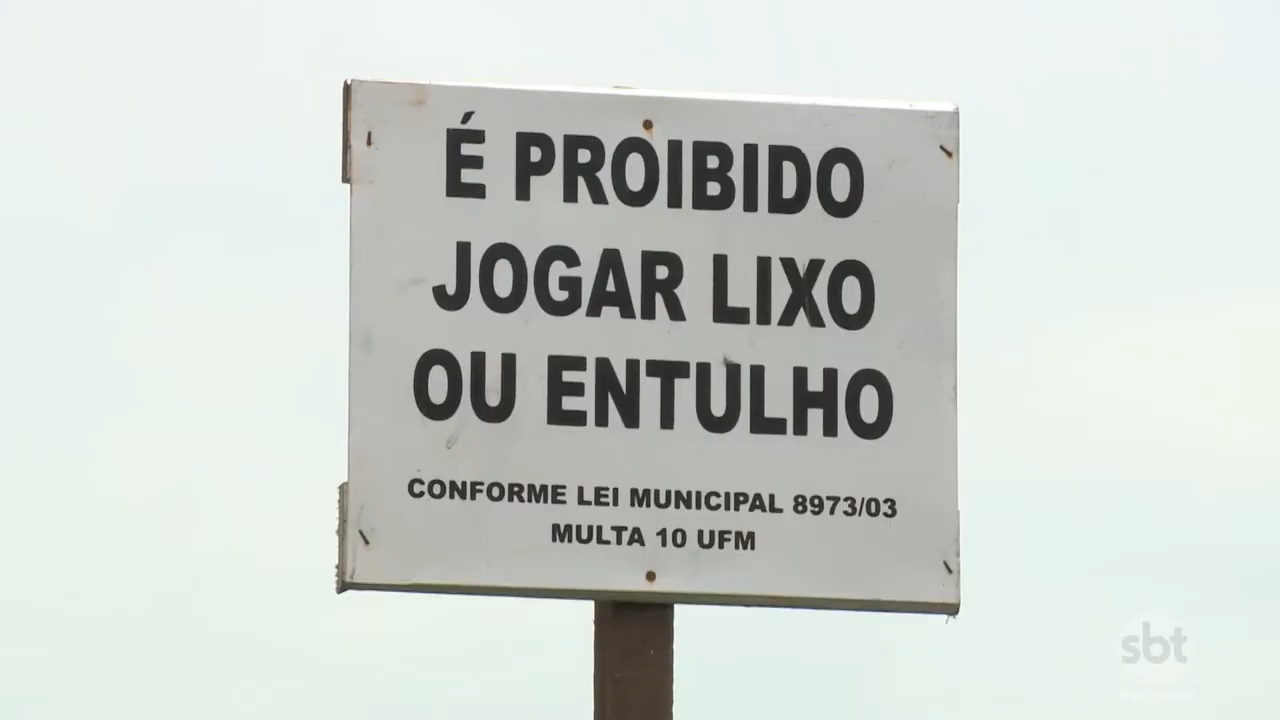 É PROIBIDO
JOGAR LIXO
OU ENTULHO
CONFORME LEI MUNICIPAL 8973/03
MULTA 10 UFM
sbt